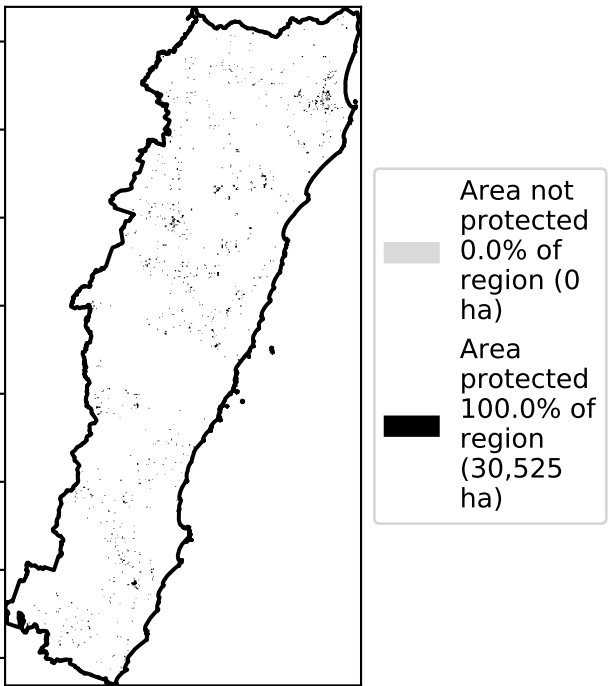 Area not
protected
0.0% of
region (0
ha)
Area
protected
100.0% of
region
(30,525
ha)